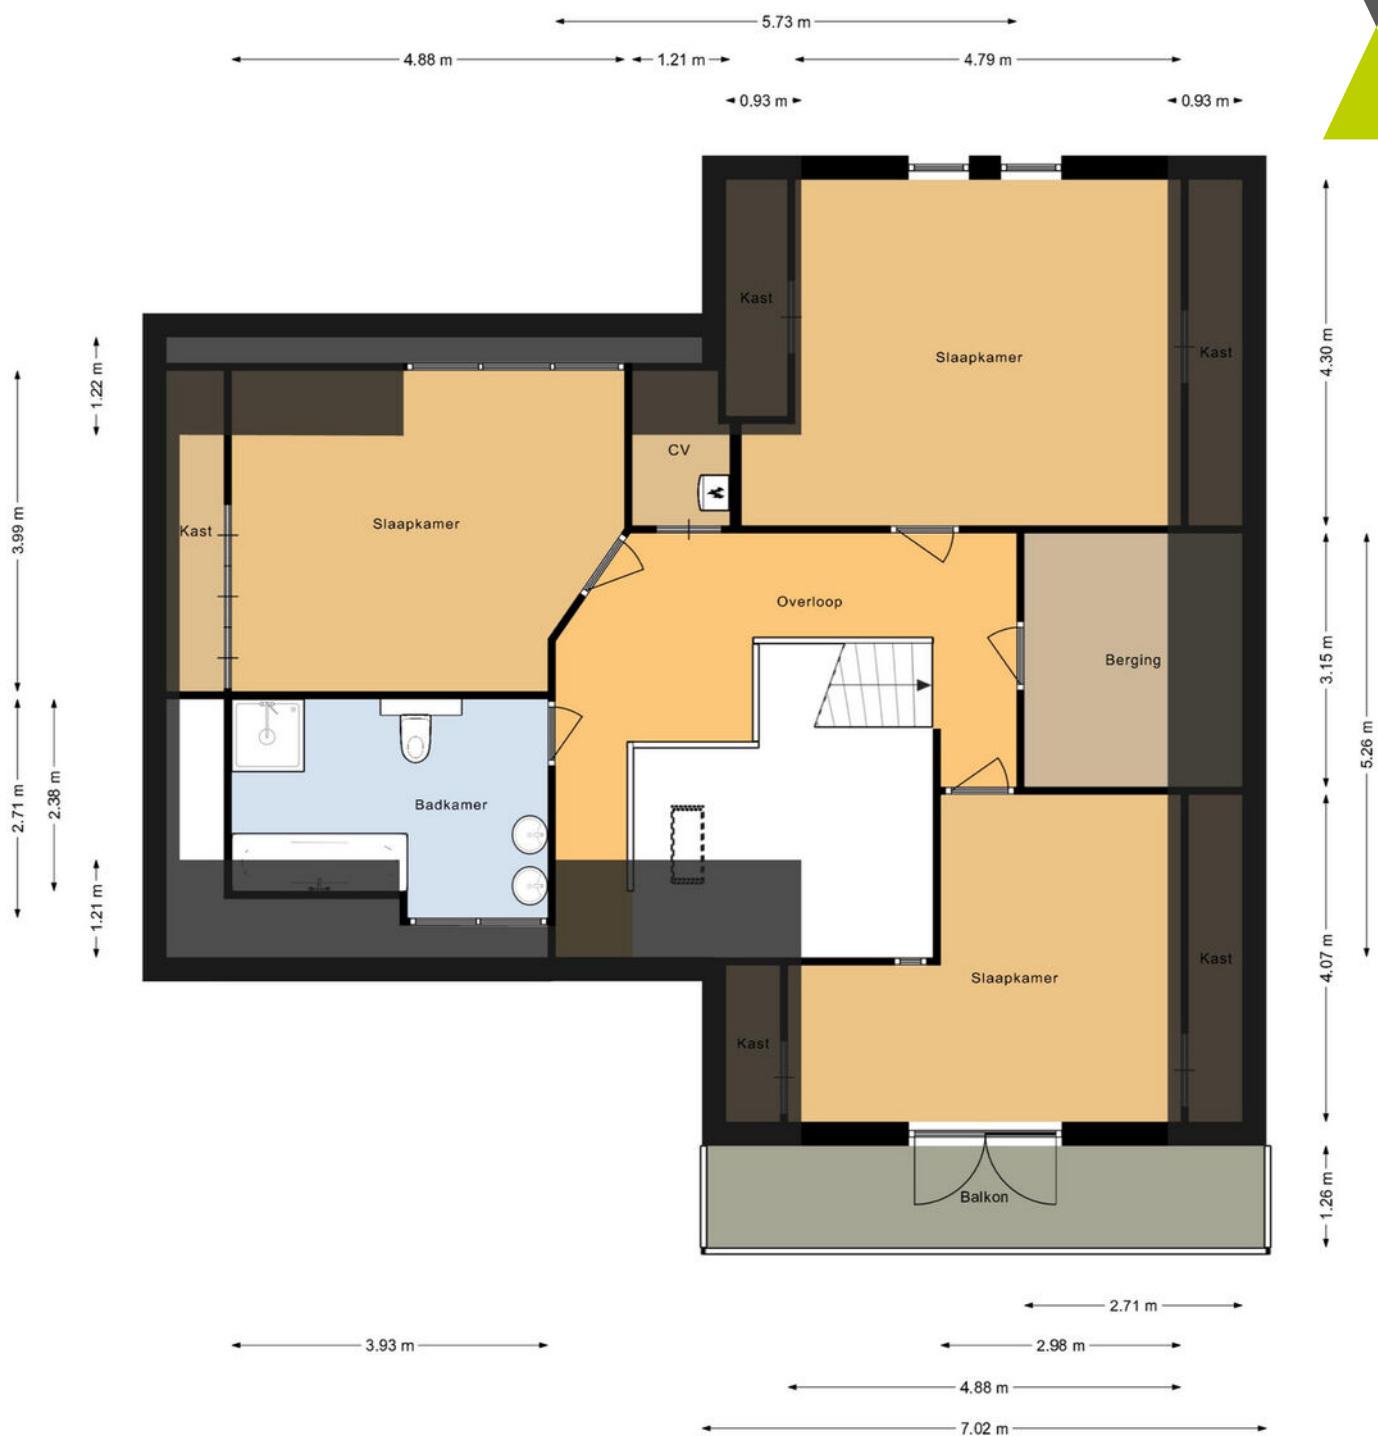 5.73 m
4.88 m
1.21 m
4.79 m
0.93 m
0.93 m
Kast
Slaapkamer
Kast
4.30 m
1.22 m
CV
3.99 m
Kast
Slaapkamer
Overloop
Berging
3.15 m
5.26 m
2.71 m
2.38 m
Badkamer
1.21 m
Slaapkamer
Kast
4.07 m
Kast
Balkon
1.26 m
2.71 m
3.93 m
2.98 m
4.88 m
7.02 m